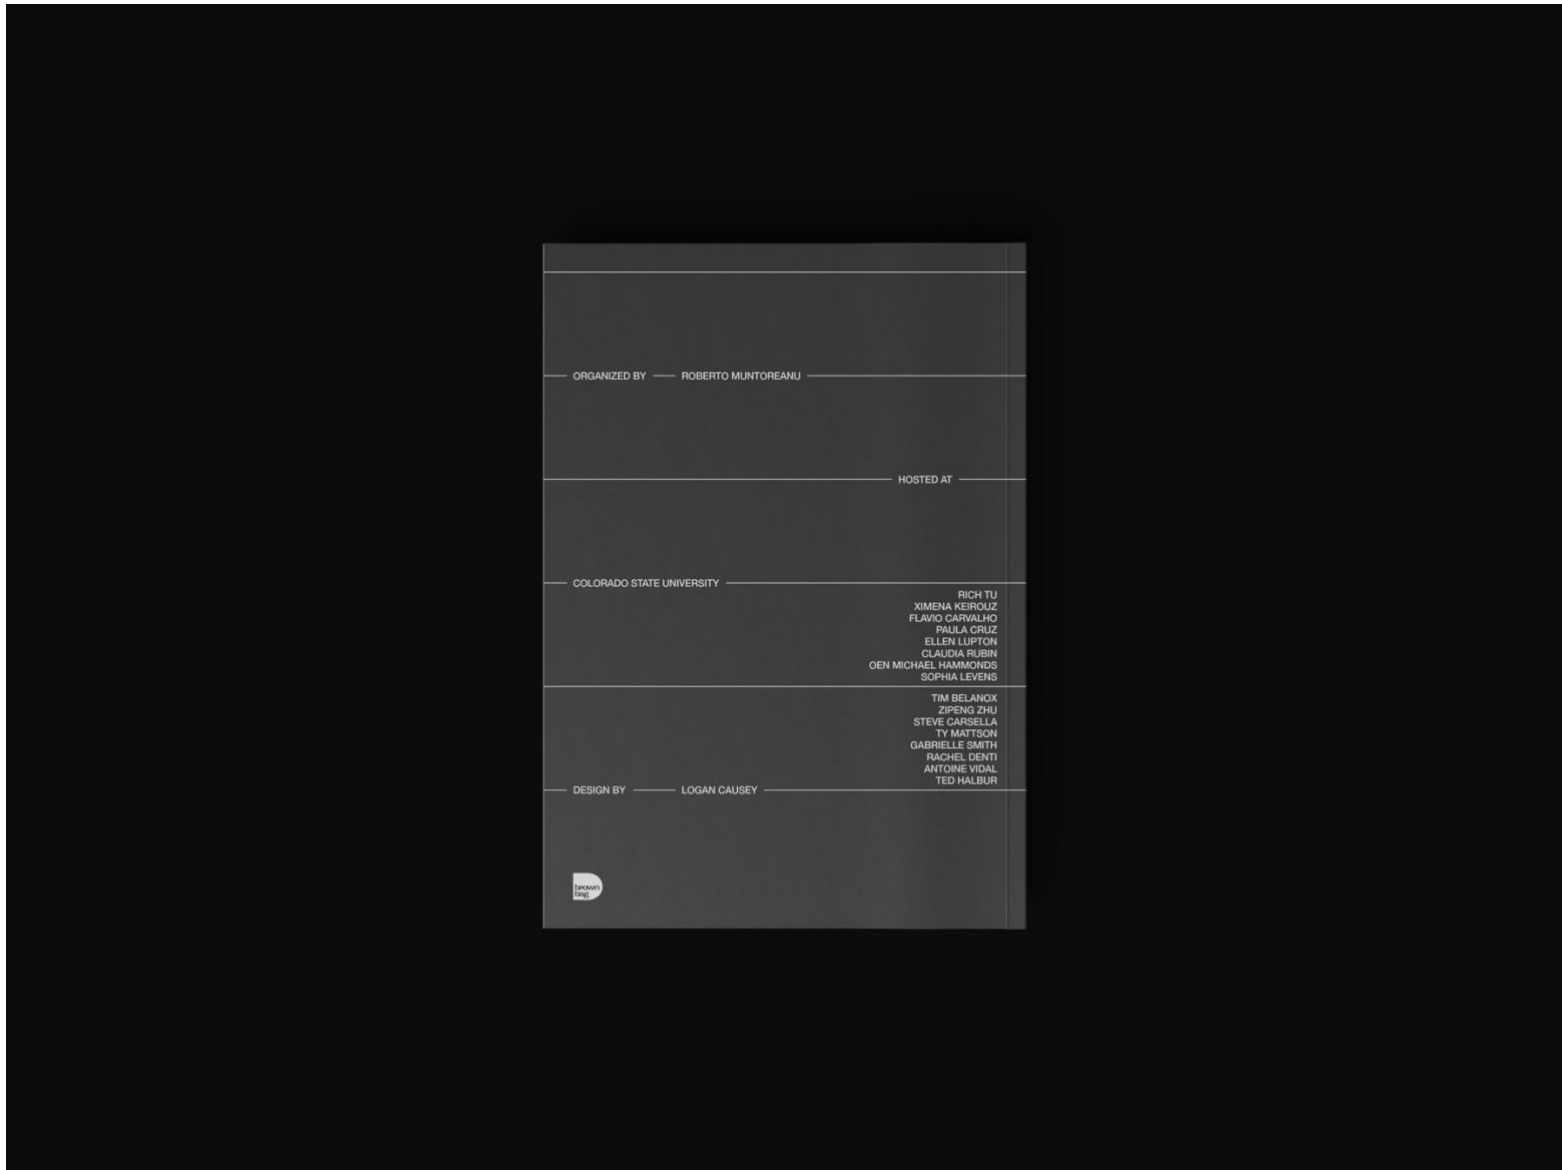 ORGANIZED BY ROBERTO MUNTOREANU
HOSTED AT
COLORADO STATE UNIVERSITY
RICH TU
XIMENA KEIROUZ
FLAVIO CARVALHO
PAULA CRUZ
ELLEN LUPTON
CLAUDIA RUBIN
OEN MICHAEL HAMMONDS
SOPHIA LEVENS
TIM BELANOX
ZIPENG ZHU
STEVE CARSELLA
TY MATTSON
GABRIELLE SMITH
RACHEL DENTI
ANTOINE VIDAL
TED HALBUR
DESIGN BY LOGAN CAUSEY
brown
bag